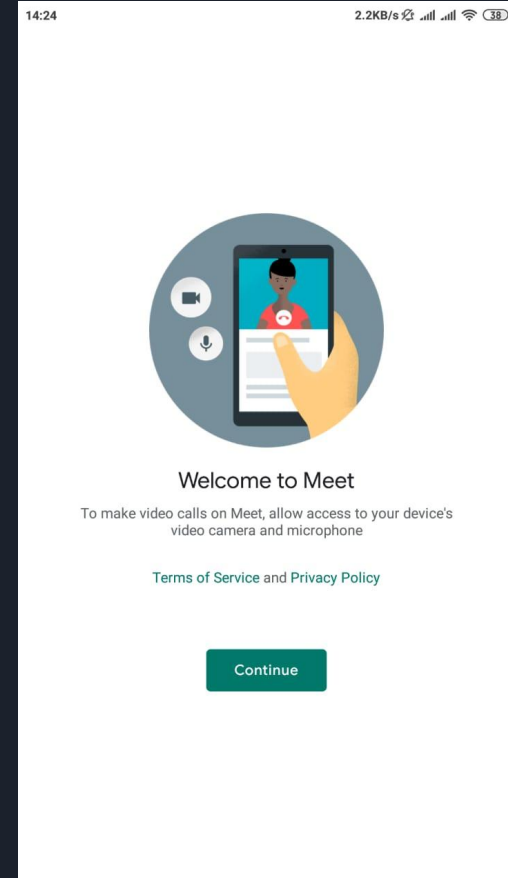 14:24 2.2KB/s 38
Welcome to Meet
To make video calls on Meet, allow access to your device's
video camera and microphone
Terms of Service and Privacy Policy
Continue